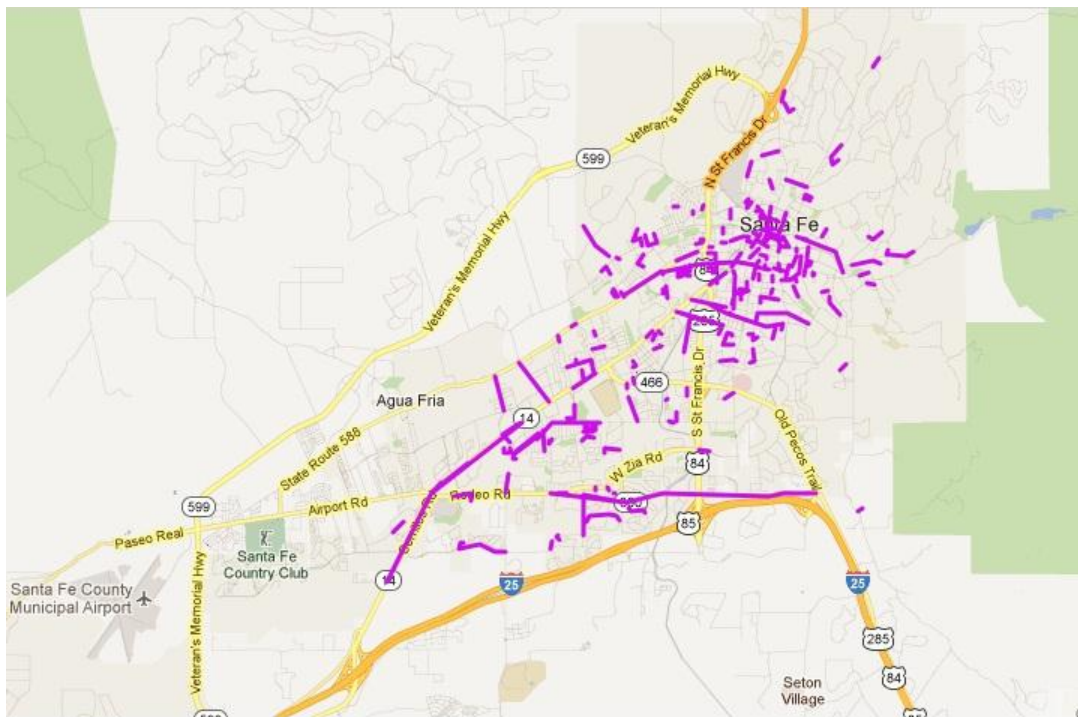 Veteran's Memorial Hwy
N St Francis Dr
599
Santa Fe
Veteran's Memorial Hwy
84
285
466
Agua Fria
14
S St Francis Dr
Old Pecos Trail
State Route 588
W Zia Rd
84
599
Airport Rd
Rodeo Rd
Cerrillos Rd
85
Paseo Real
Santa Fe
Country Club
14
25
25
Santa Fe County
Municipal Airport
Veteran's Memorial Hwy
285
84
Seton
Village